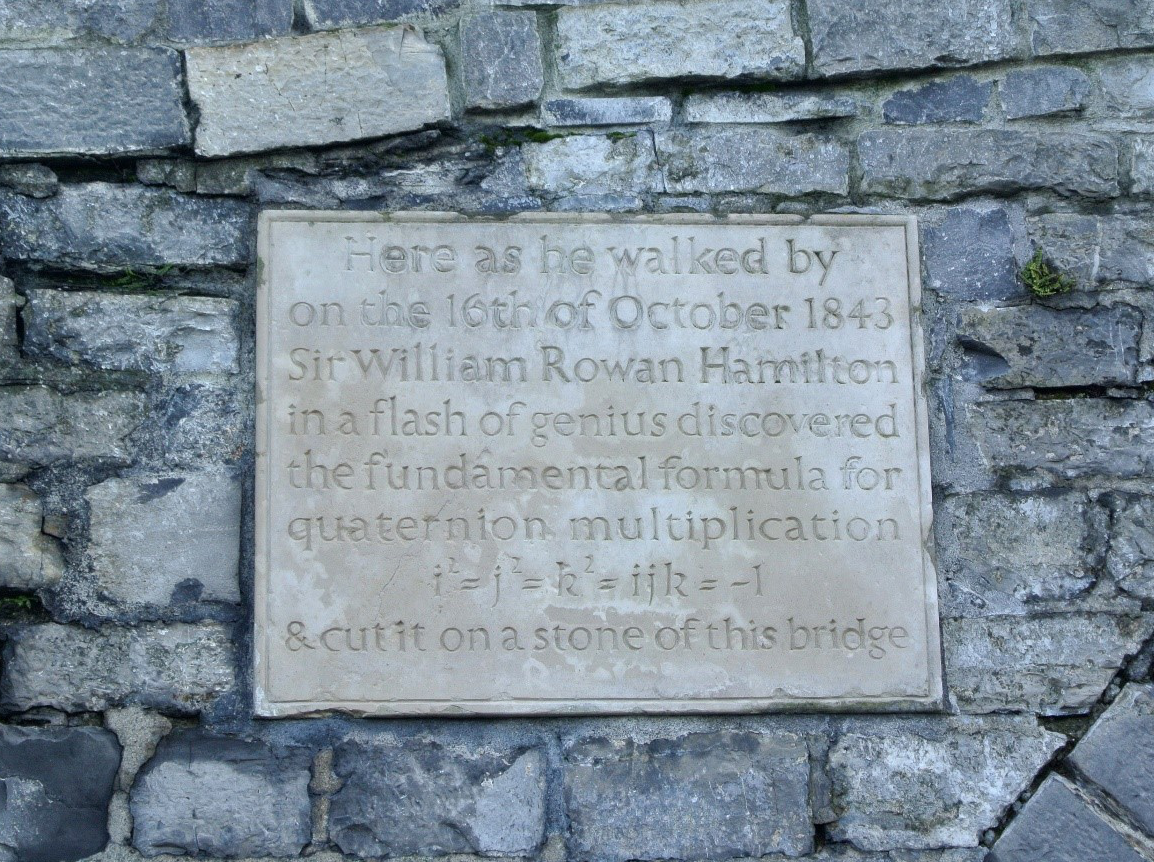 Here as he walked by
on the 16th of October 1843
Sir William Rowan Hamilton
in a flash of genius discovered
the fundamental formula for
quaternion multiplication
i² = j² = k² = ijk = −1
& cut it on a stone of this bridge